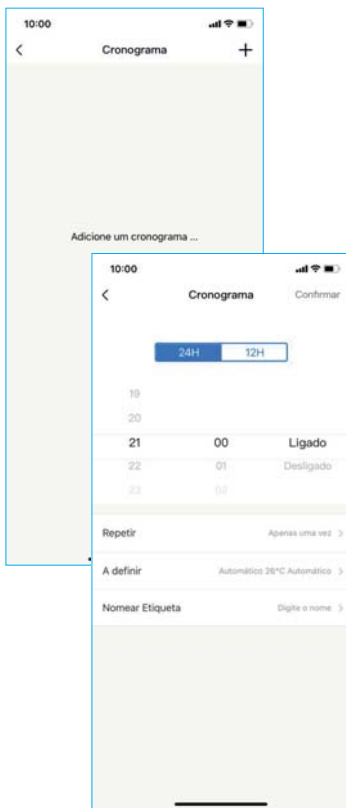 10:00
Cronograma +
Adicione um cronograma ...
10:00
Cronograma Confirmar
24H 12H
19
20
21 00 Ligado
22 01 Desligado
23 02
Repetir Apenas uma vez
A definir Automático 26°C Automático
Nomear Etiqueta Digite o nome